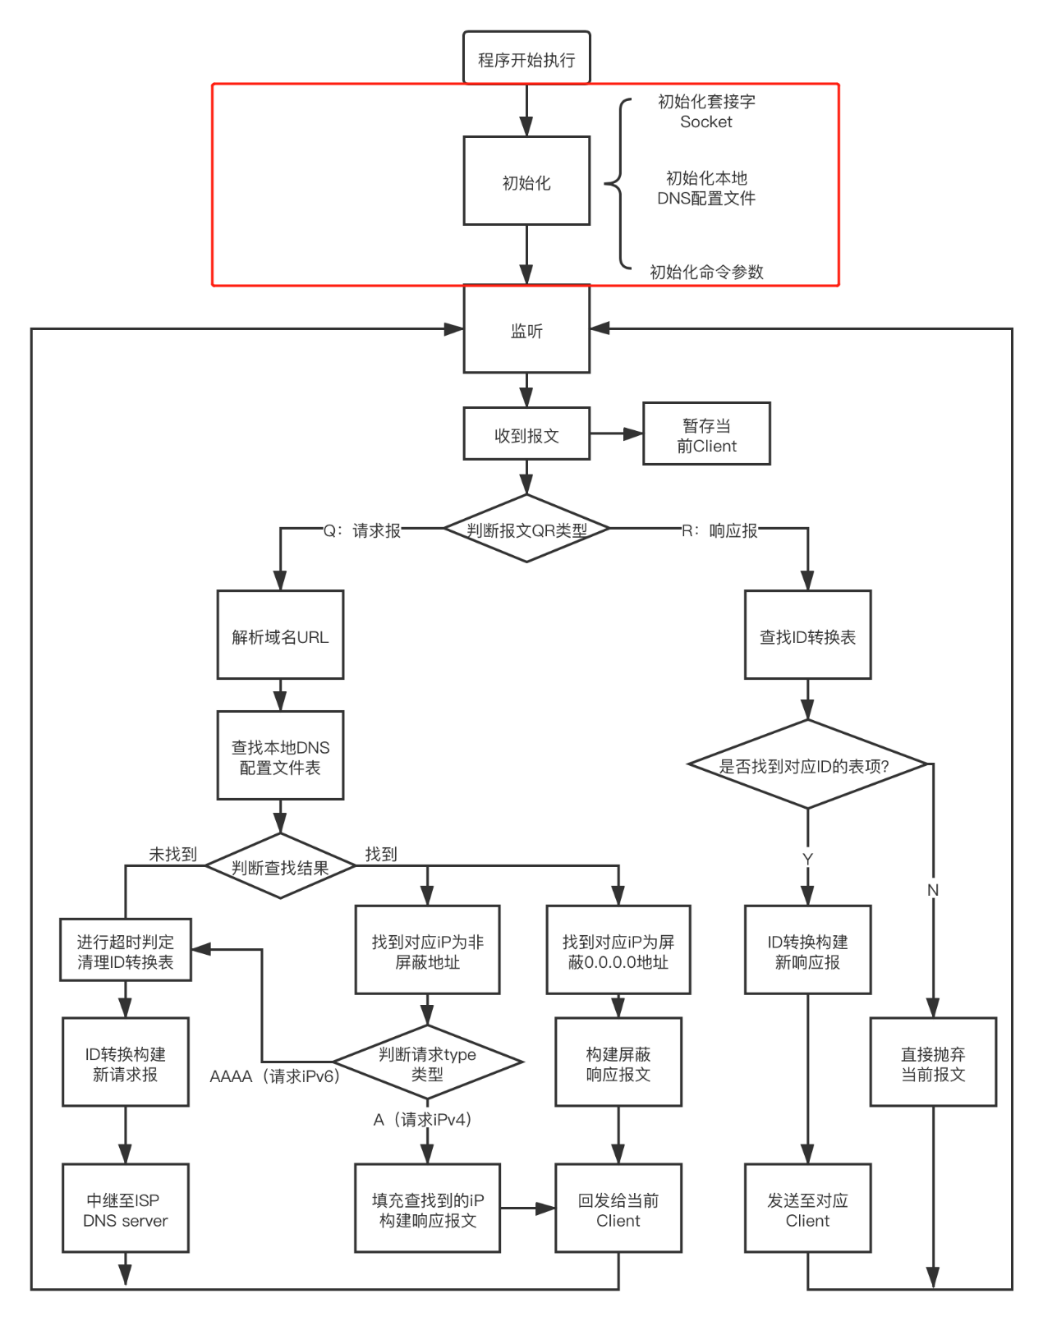 程序开始执行
初始化套接字
Socket
初始化
初始化本地
DNS配置文件
初始化命令参数
监听
收到报文
暂存当
前Client
Q：请求报
判断报文QR类型
R：响应报
解析域名URL
查找ID转换表
查找本地DNS
配置文件表
是否找到对应ID的表项?
未找到
判断查找结果
找到
Y
N
进行超时判定
清理ID转换表
找到对应iP为非
屏蔽地址
找到对应iP为屏
蔽0.0.0.0地址
ID转换构建
新响应报
ID转换构建
新请求报
AAAA（请求iPv6）
判断请求type
类型
构建屏蔽
响应报文
直接抛弃
当前报文
A（请求iPv4）
中继至ISP
DNS server
填充查找到的iP
构建响应报文
回发给当前
Client
发送至对应
Client